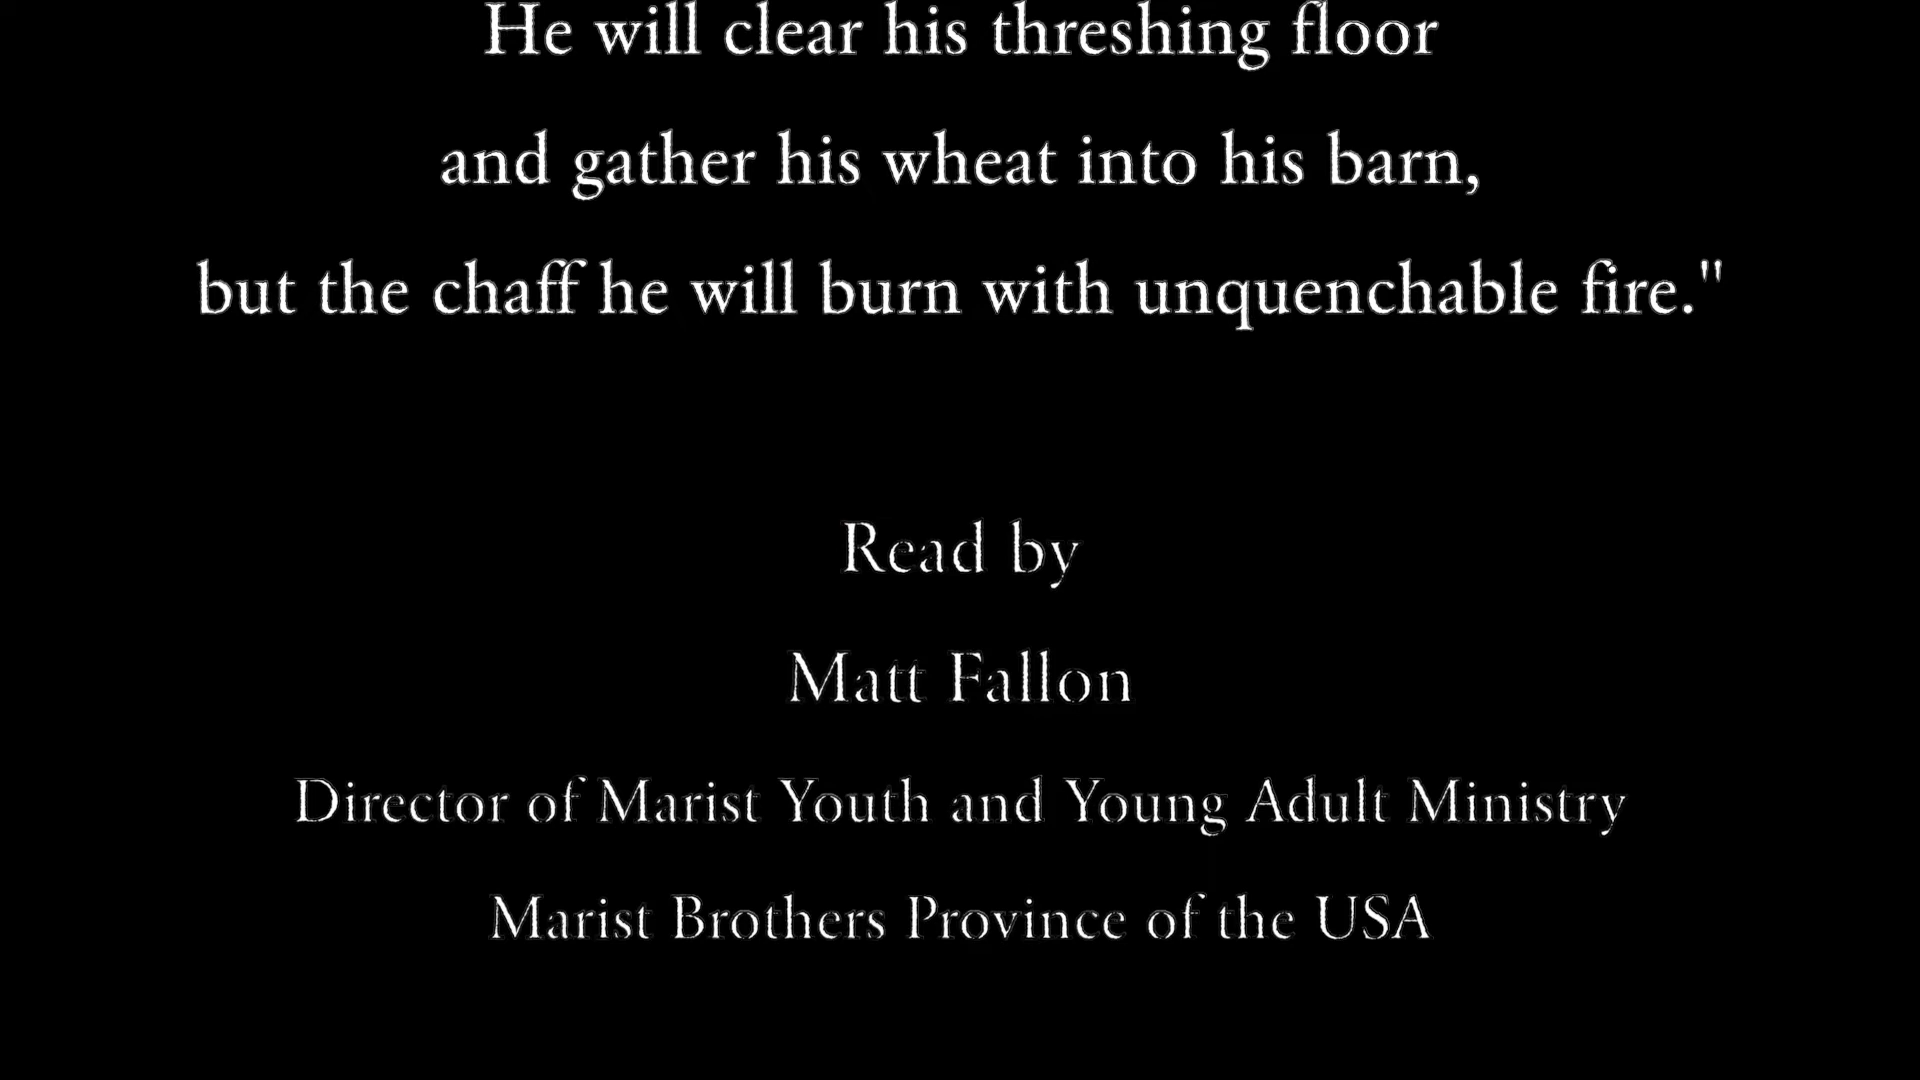 He will clear his threshing floor
and gather his wheat into his barn,
but the chaff he will burn with unquenchable fire."
Read by
Matt Fallon
Director of Marist Youth and Young Adult Ministry
Marist Brothers Province of the USA